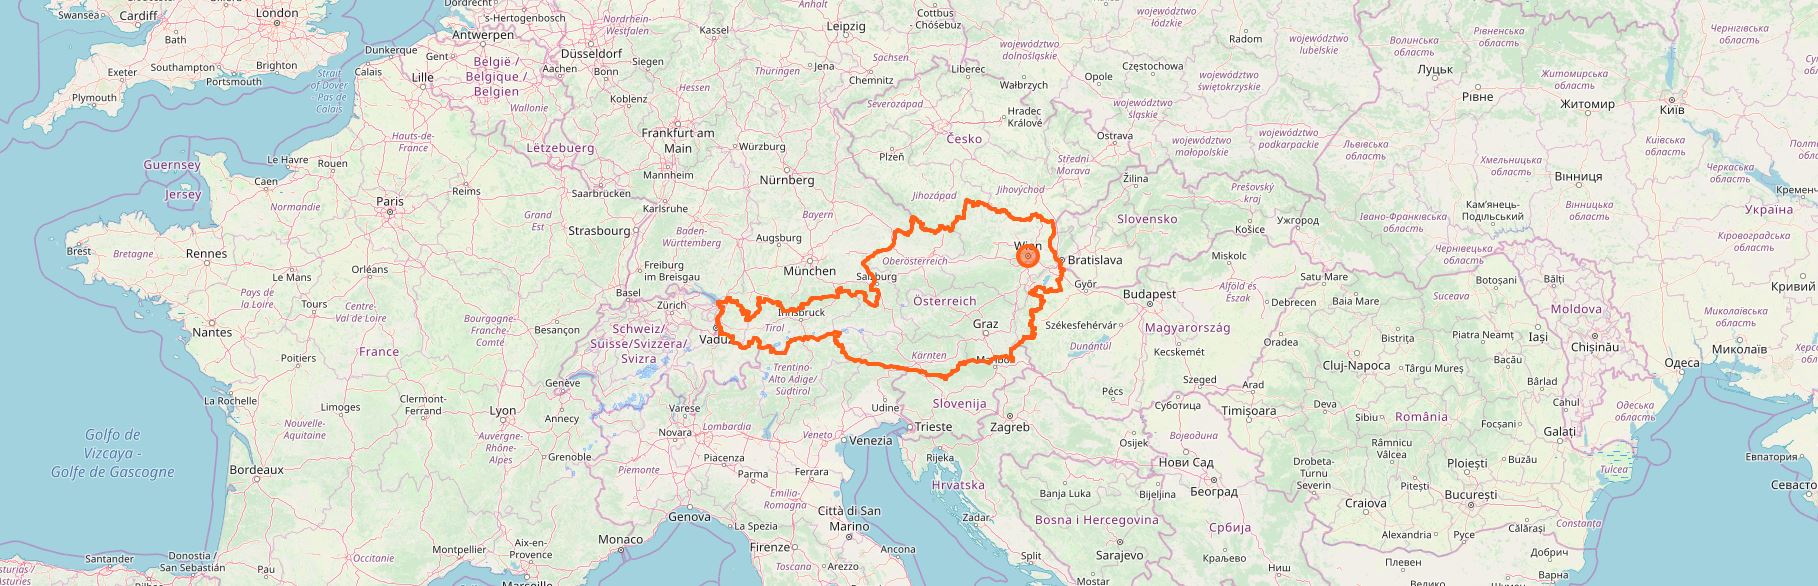 Swansea
Cardiff
London
Bath
Exeter
Southampton
Brighton
Portsmouth
Plymouth
Strait
of Dover
- Pas de
Calais
Dunkerque
Calais
Lille
Gent
Dordrecht
's-Hertogenbosch
Antwerpen
België /
Belgique /
Belgien
Wallonie
Aachen
Düsseldorf
Bonn
Siegen
Koblenz
Nordrhein-
Westfalen
Kassel
Hessen
Thüringen
Jena
Leipzig
Sachsen
Chemnitz
Cottbus
- Chóśebuz
Liberec
województwo
dolnośląskie
Wałbrzych
Opole
Częstochowa
województwo
łódzkie
województwo
śląskie
województwo
świętokrzyskie
Radom
województwo
lubelskie
województwo
małopolskie
województwo
podkarpackie
Волинська
область
Луцьк
Рівненська
область
Рівне
Житомирська
область
Житомир
Київ
Київська
область
Чернігівська
область
Львівська
область
Хмельницька
область
Вінниця
Вінницька
область
Черкаська
область
Кременчу
Україна
Кіровоградська
область
Кам'янець-
Подільський
Івано-Франківська
область
Чернівецька
область
Ужгород
Guernsey
Jersey
Le Havre
Rouen
Caen
Hauts-de-
France
Normandie
Paris
Reims
Lëtzebuerg
Grand
Est
Saarbrücken
Strasbourg
Frankfurt am
Main
Mannheim
Karlsruhe
Würzburg
Nürnberg
Bayern
Baden-
Württemberg
Augsburg
München
Freiburg
im Breisgau
Basel
Zürich
Severozápad
Česko
Plzeň
Hradec
Králové
Jihozápad
Jihovýchod
Střední
Morava
Ostrava
Žilina
Slovensko
Prešovský
kraj
Košice
Brest
Bretagne
Rennes
Le Mans
Orléans
Pays de
la Loire
Nantes
Tours
Centre-Val
de Loire
Bourgogne-
Franche-
Comté
Besançon
Poitiers
France
La Rochelle
Limoges
Clermont-
Ferrand
Nouvelle-
Aquitaine
Lyon
Auvergne-
Rhône-
Alpes
Genève
Annecy
Grenoble
Bordeaux
Golfo de
Vizcaya -
Golfe de Gascogne
Schweiz/
Suisse/Svizzera/
Svizra
Innsbruck
Tirol
Salzburg
Oberösterreich
Wien
Österreich
Graz
Kärnten
Bratislava
Győr
Budapest
Székesfehérvár
Magyarország
Dunántúl
Kecskemét
Pécs
Szeged
Miskolc
Alföld és
Észak
Debrecen
Satu Mare
Baia Mare
Oradea
Arad
Timișoara
Cluj-Napoca
Bistrița
Târgu Mureș
Deva
Sibiu
România
Suceava
Botoșani
Piatra Neamț
Bacău
Iași
Bălți
Moldova
Chișinău
Bârlad
Cahul
Galați
Focșani
Одеса
Одеська
область
Миколаїв
Миколаївська
область
Кривий
Trentino-
Alto Adige/
Südtirol
Varese
Lombardia
Novara
Piemonte
Piacenza
Parma
Ferrara
Emilia-
Romagna
Veneto
Venezia
Udine
Trieste
Slovenija
Zagreb
Rijeka
Hrvatska
Zadar
Split
Osijek
Суботица
Војводина
Нови Сад
Banja Luka
Bijeljina
Београд
Bosna i Hercegovina
Sarajevo
Mostar
Србија
Краљево
Ниш
Drobeta-
Turnu
Severin
Râmnicu
Vâlcea
Pitești
Ploiești
Buzău
Craiova
București
Alexandria
Călărași
Constanța
Tulcea
Плевен
Велико
Русе
Добрич
Варна
Евпатория
Севасто
Genova
La Spezia
Firenze
Toscana
Arezzo
Città di San
Marino
Ancona
Monaco
Aix-en-
Provence
Marseille
Montpellier
Occitanie
Pau
Santander
Donostia /
San Sebastián